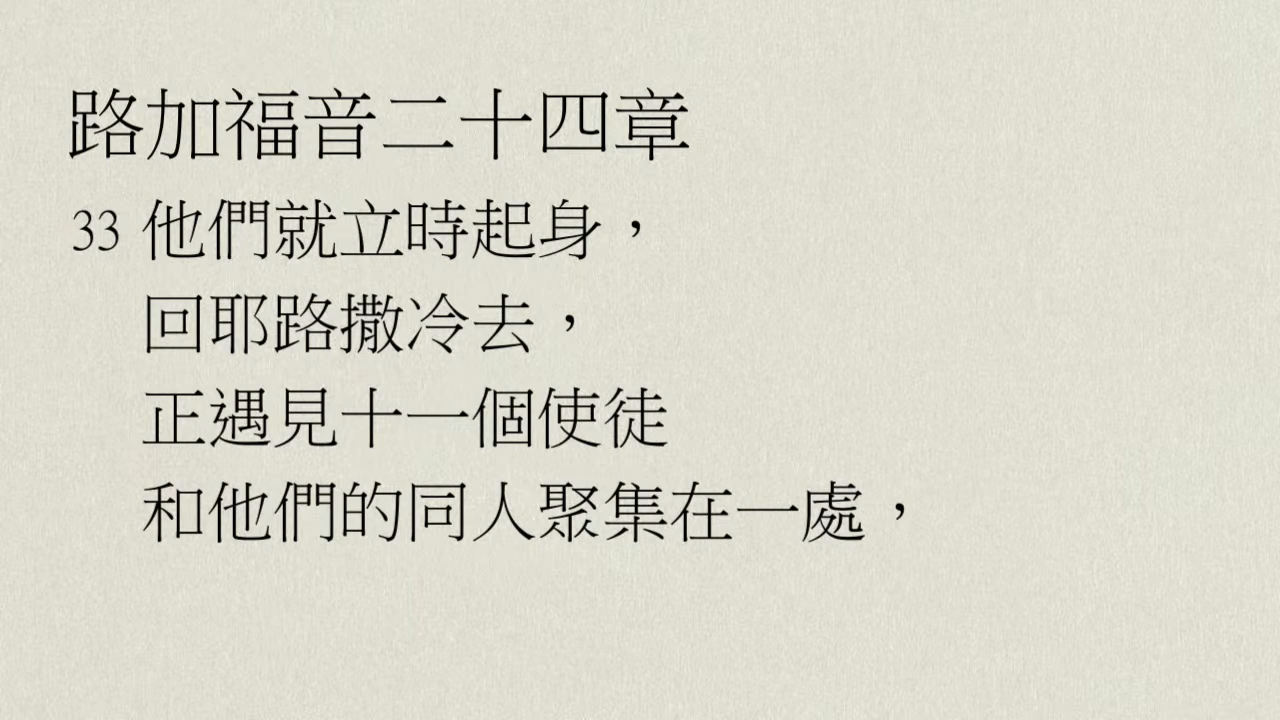 路加福音二十四章
33 他們就立時起身，
回耶路撒冷去，
正遇見十一個使徒
和他們的同人聚集在一處，